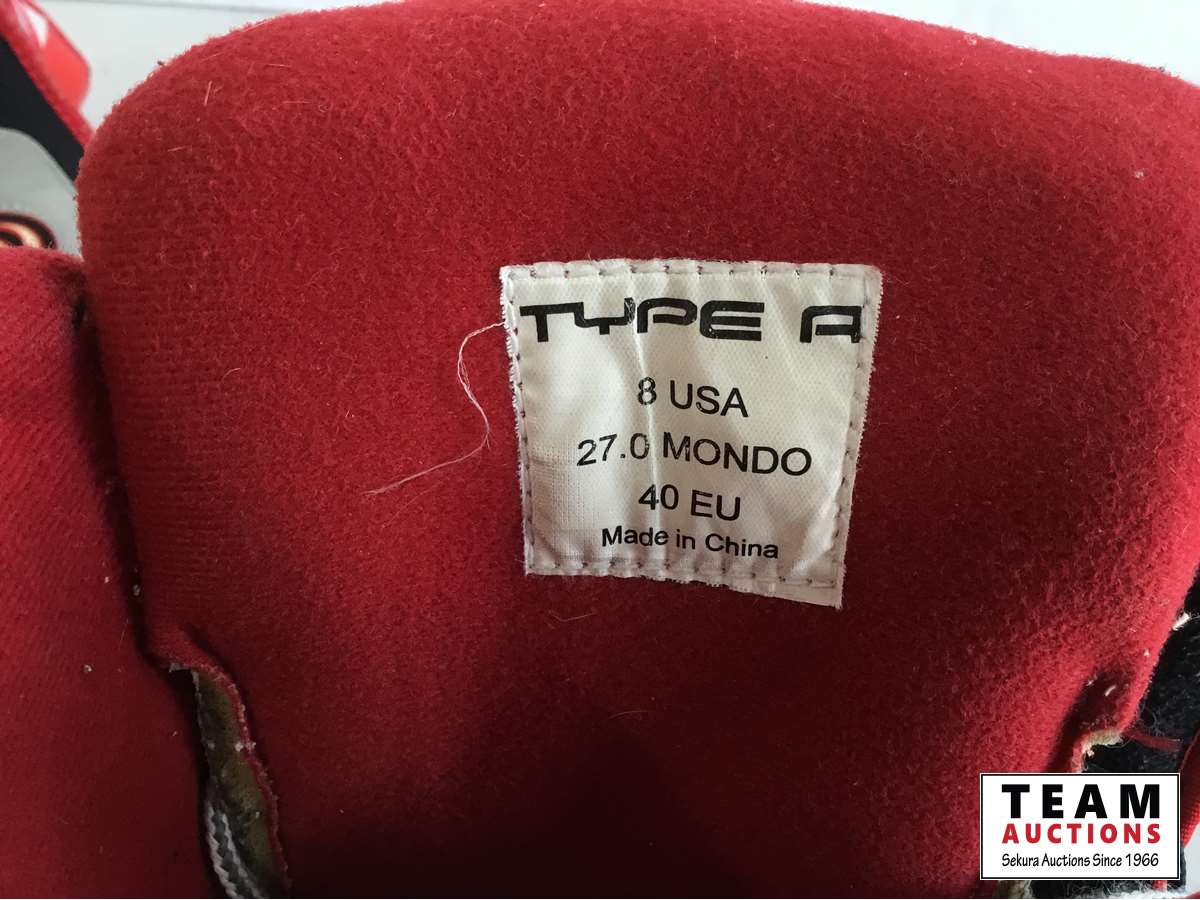 TYPE A
8 USA
27.0 MONDO
40 EU
Made in China
TEAM
AUCTIONS
Sekura Auctions Since 1966